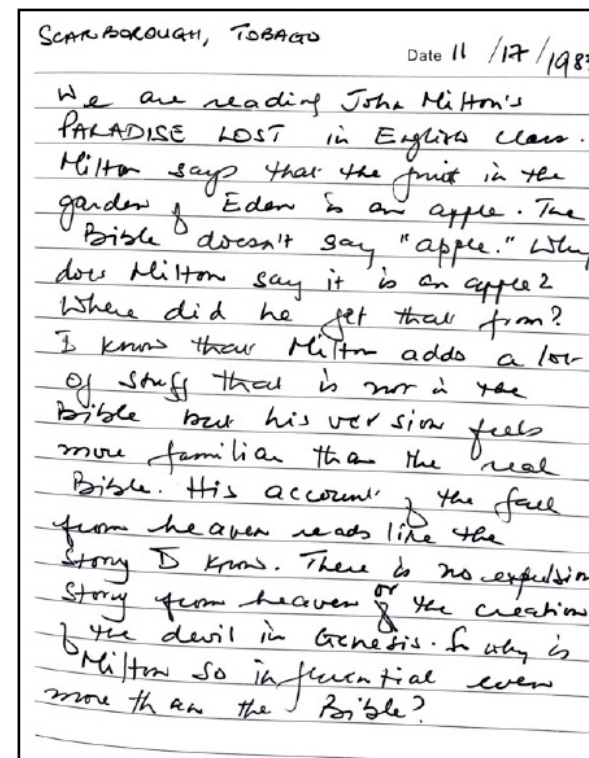 SCARBOROUGH, TOBAGO
Date 11/17/1987
We are reading John Milton's
PARADISE LOST in English class.
Milton says that the fruit in the
garden of Eden is an apple. The
Bible doesn't say "apple." Why
does Milton say it is an apple?
Where did he get that from?
I know that Milton adds a lot
of stuff that is not in the
Bible but his version feels
more familiar than the real
Bible. His account of the fall
from heaven reads like the
story I know. There is no expulsion
story from heaven or of the creation
of the devil in Genesis. So why is
Milton so influential even
more than the Bible?